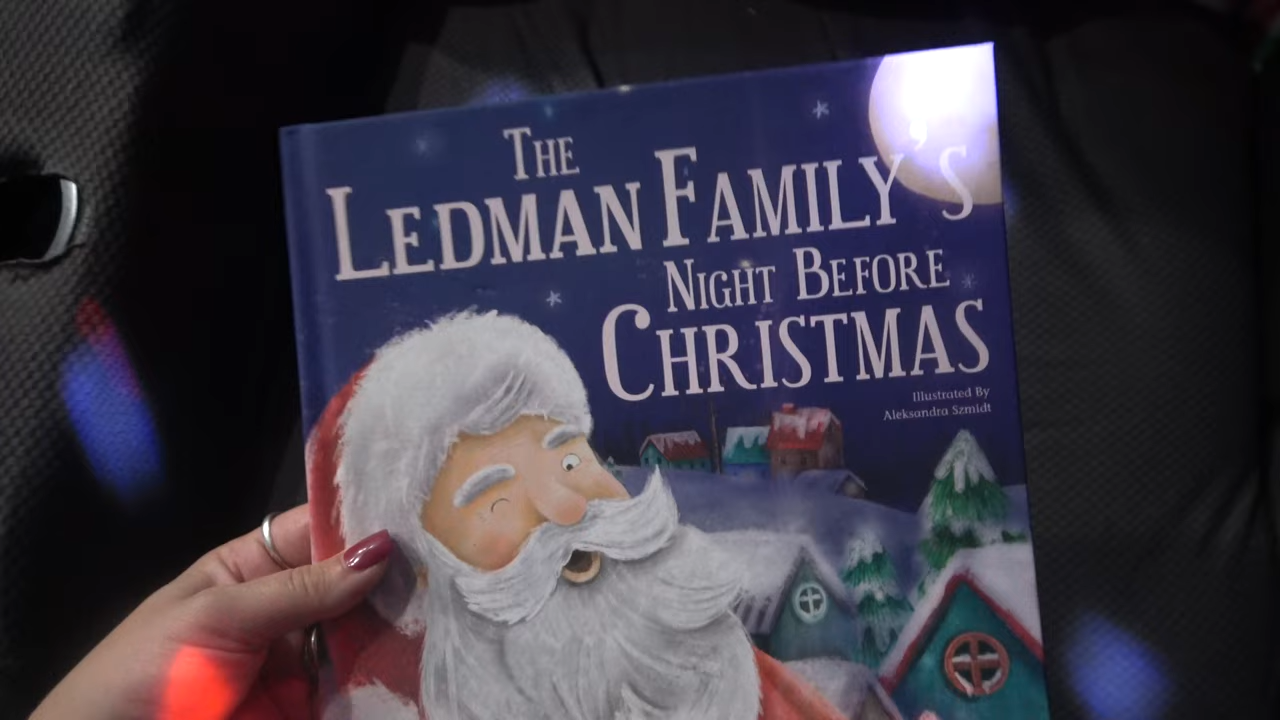 The
Ledman Family's
Night Before
Christmas
Illustrated By
Aleksandra Szmidt